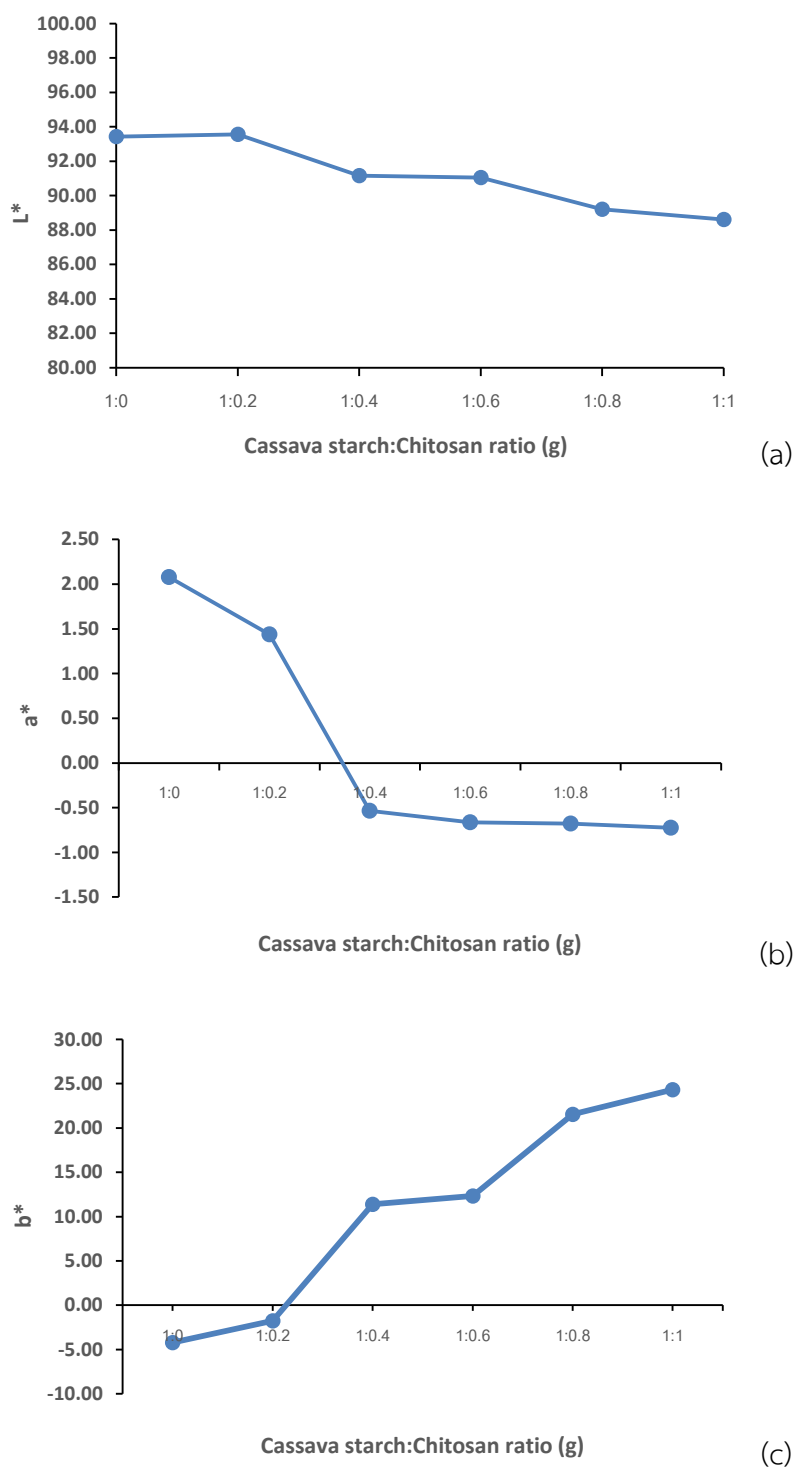 100.00
98.00
96.00
94.00
92.00
90.00
88.00
86.00
84.00
82.00
80.00
L*
1:0 1:0.2 1:0.4 1:0.6 1:0.8 1:1
Cassava starch:Chitosan ratio (g)
(a)
2.50
2.00
1.50
1.00
0.50
0.00
-0.50
-1.00
-1.50
a*
1:0 1:0.2 1:0.4 1:0.6 1:0.8 1:1
Cassava starch:Chitosan ratio (g)
(b)
30.00
25.00
20.00
15.00
10.00
5.00
0.00
-5.00
-10.00
b*
1:0 1:0.2 1:0.4 1:0.6 1:0.8 1:1
Cassava starch:Chitosan ratio (g)
(c)